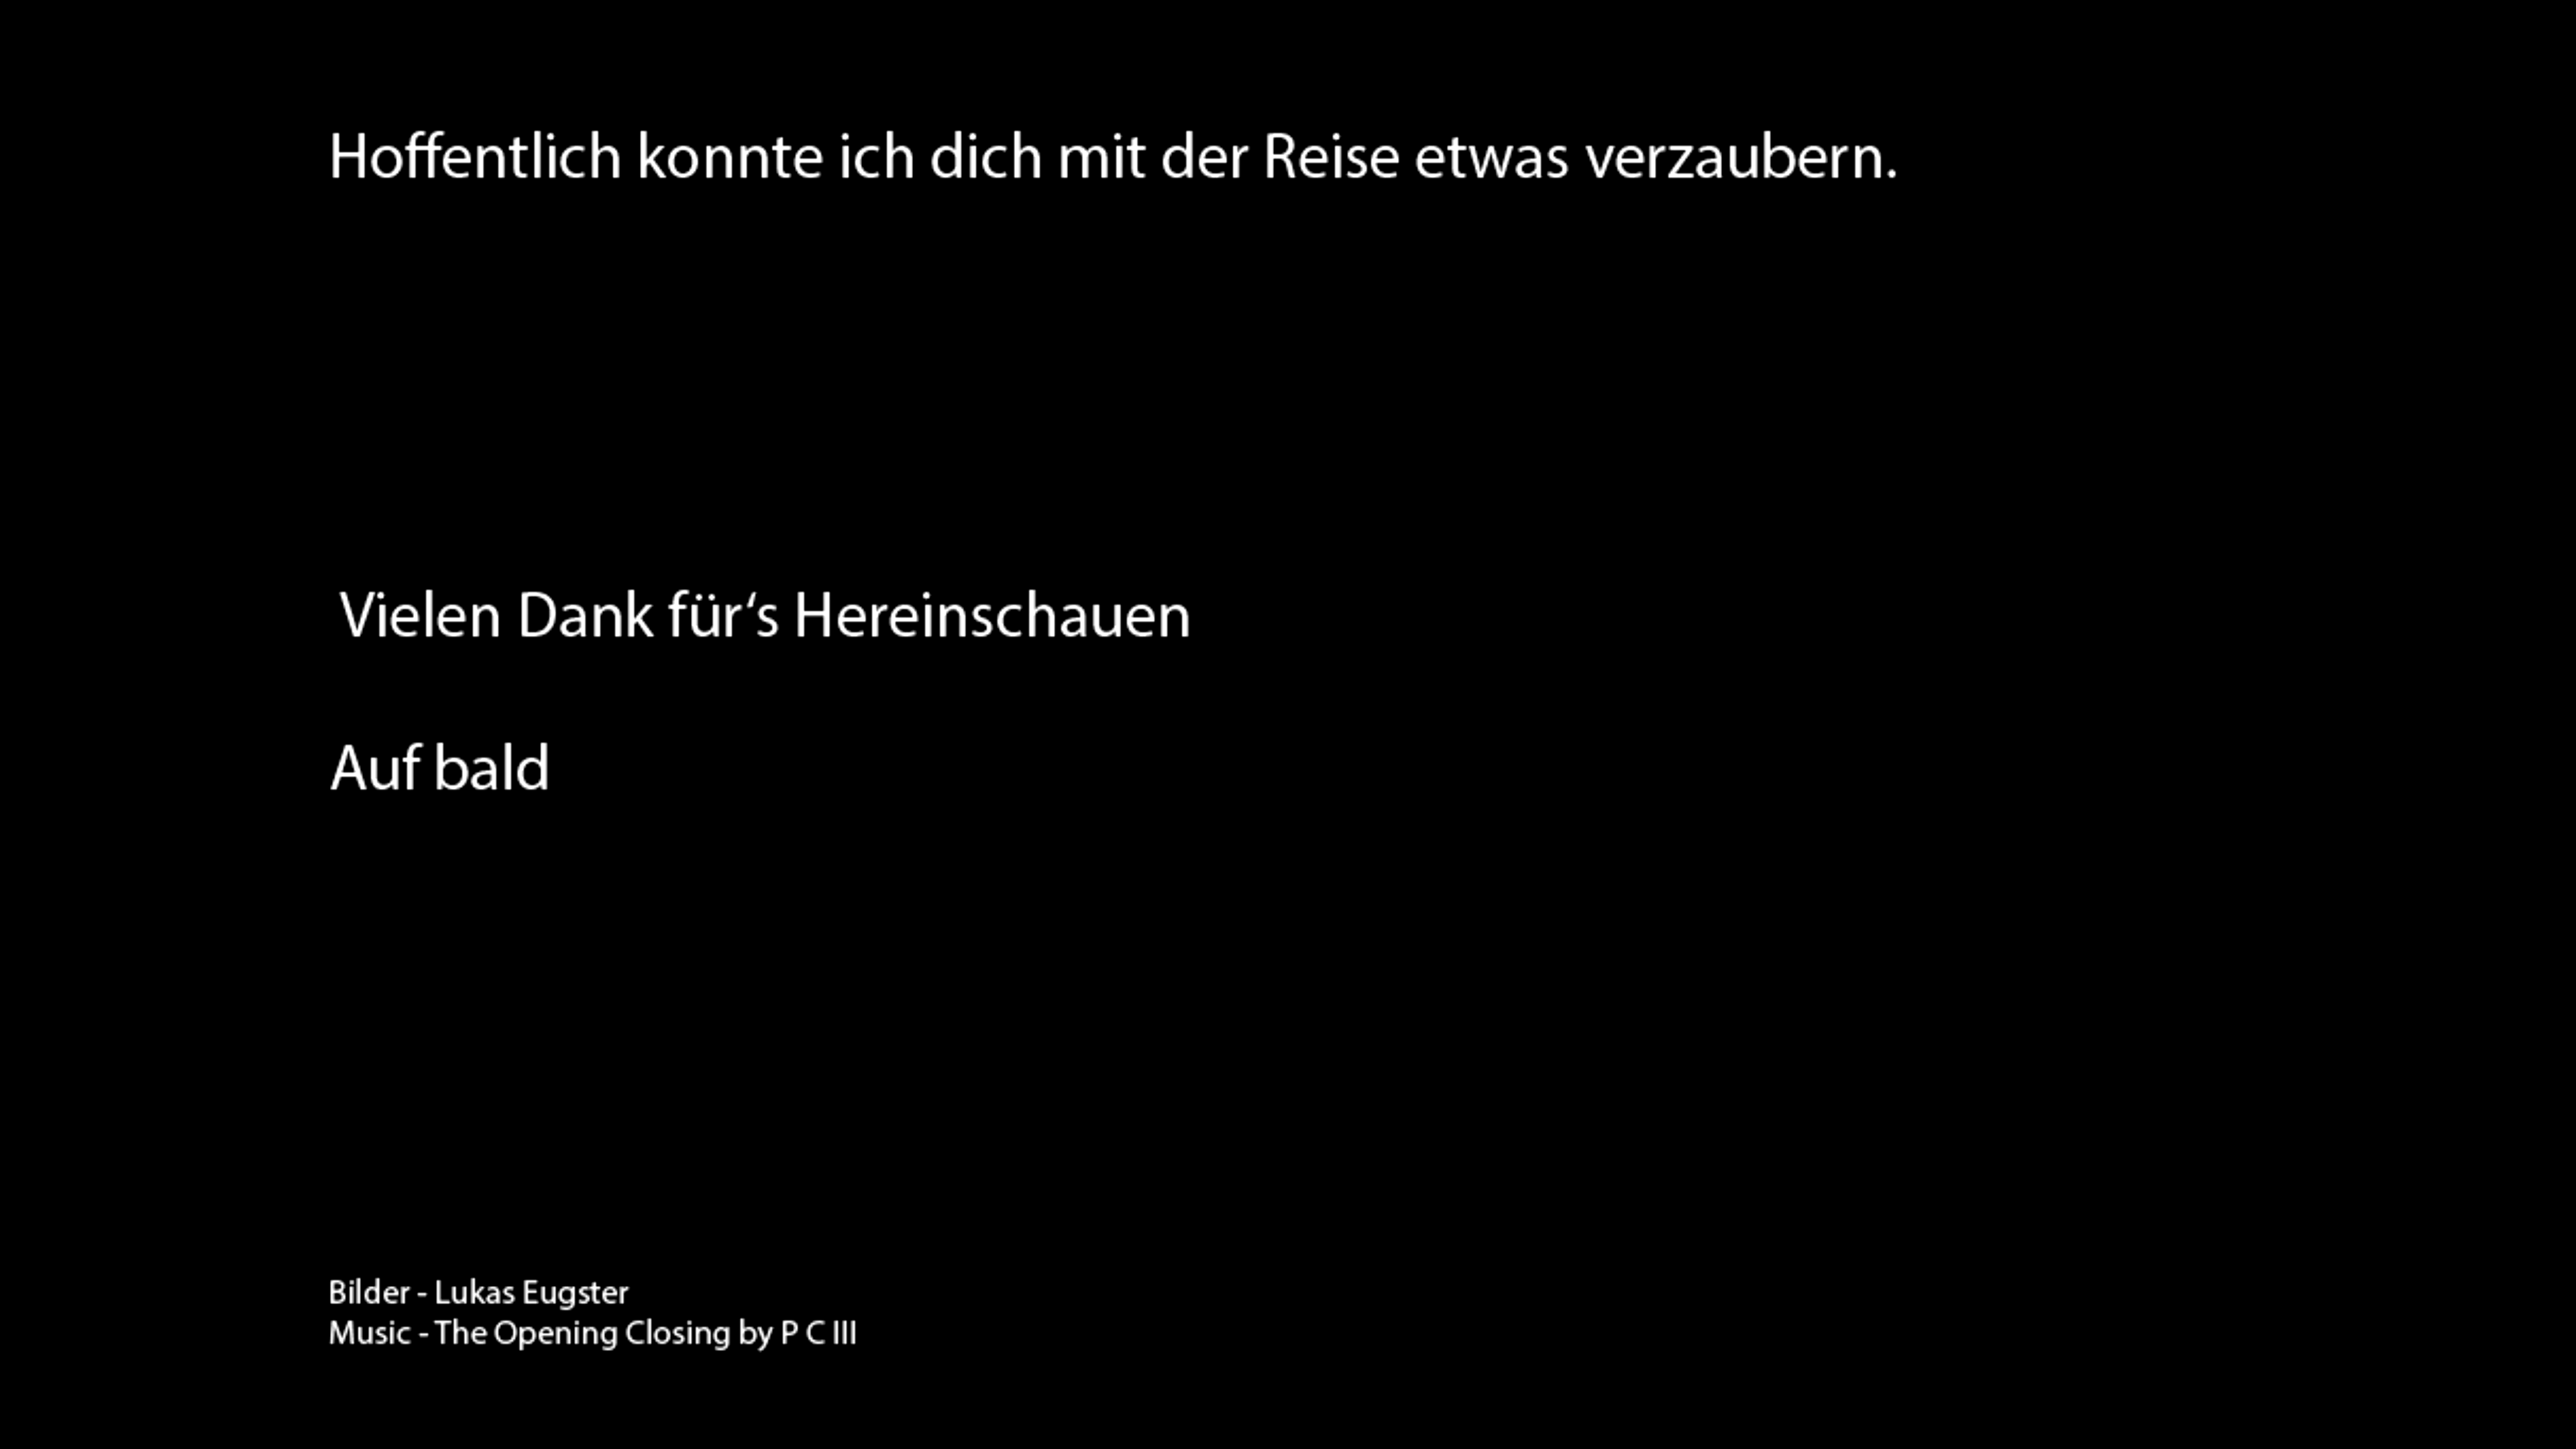 Hoffentlich konnte ich dich mit der Reise etwas verzaubern.
Vielen Dank für‘s Hereinschauen
Auf bald
Bilder - Lukas Eugster
Music - The Opening Closing by P C III